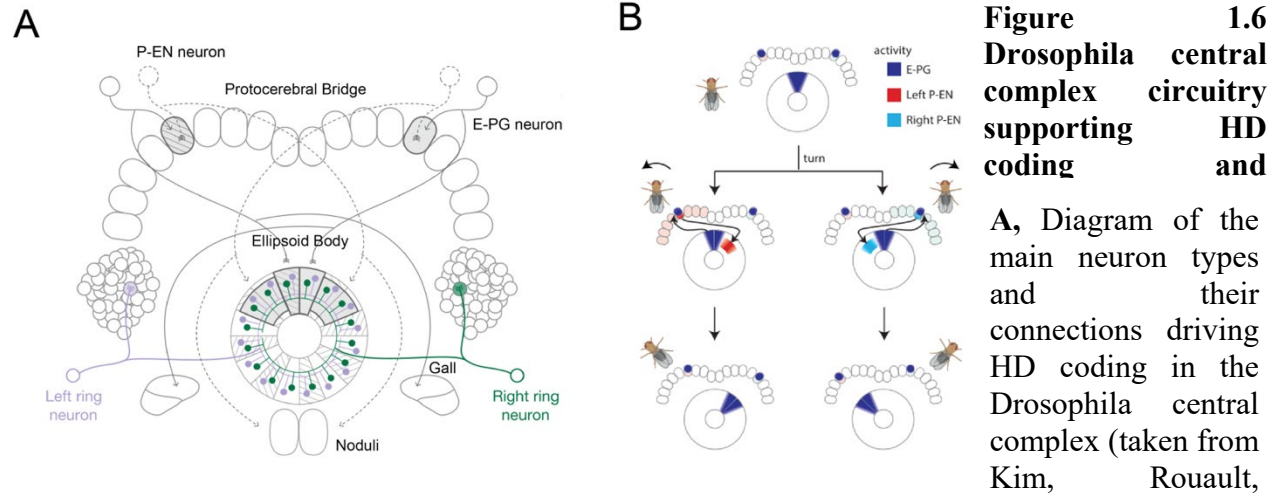 A
P-EN neuron
Protocerebral Bridge
E-PG neuron
Ellipsoid Body
Gall
Left ring
neuron
Right ring
neuron
Noduli
B
activity
E-PG
Left P-EN
Right P-EN
turn
Figure 1.6
Drosophila central
complex circuitry
supporting HD
coding and
A, Diagram of the
main neuron types
and their
connections driving
HD coding in the
Drosophila central
complex (taken from
Kim, Rouault,